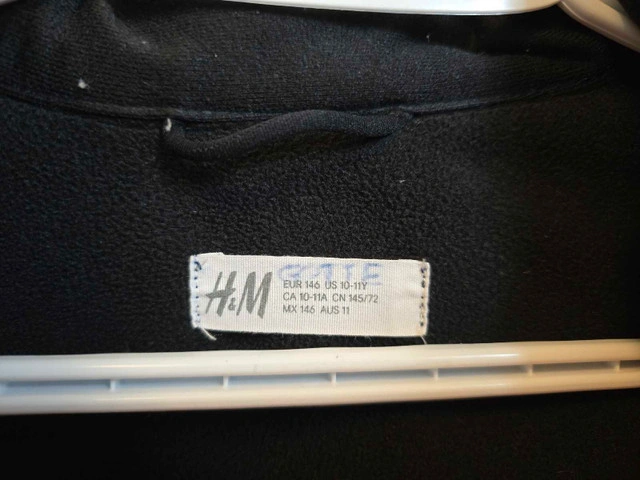 H&M
EUR 146 US 10-11Y
CA 10-11A CN 145/72
MX 146 AUS 11